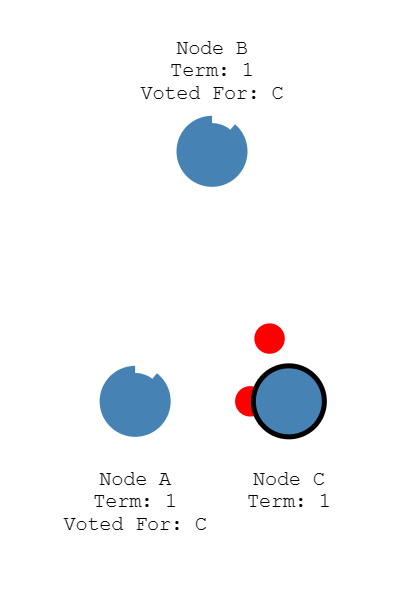 Node B
Term: 1
Voted For: C
Node A
Term: 1
Voted For: C
Node C
Term: 1